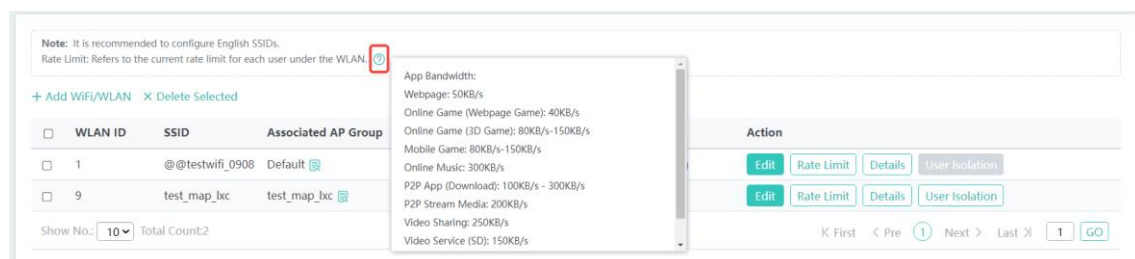 Note: It is recommended to configure English SSIDs.
Rate Limit: Refers to the current rate limit for each user under the WLAN. ?
App Bandwidth:
Webpage: 50KB/s
Online Game (Webpage Game): 40KB/s
Online Game (3D Game): 80KB/s-150KB/s
Mobile Game: 80KB/s-150KB/s
Online Music: 300KB/s
P2P App (Download): 100KB/s - 300KB/s
P2P Stream Media: 200KB/s
Video Sharing: 250KB/s
Video Service (SD): 150KB/s
+ Add WiFi/WLAN × Delete Selected
WLAN ID SSID Associated AP Group Action
1 @@testwifi_0908 Default Edit Rate Limit Details User Isolation
9 test_map_lxc test_map_lxc Edit Rate Limit Details User Isolation
Show No.: 10 Total Count:2 First < Pre 1 Next > Last 1 GO